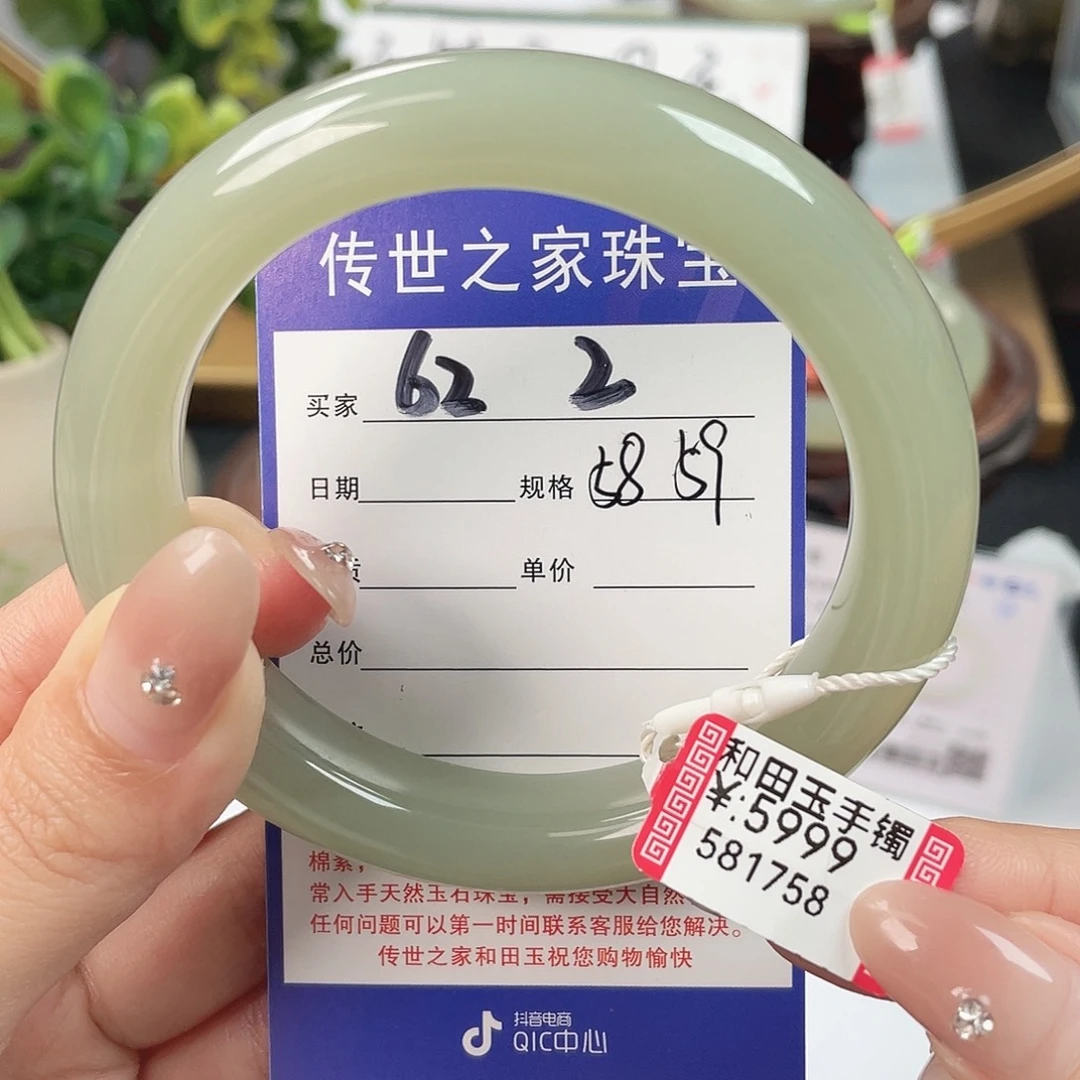 传世之家珠宝
买家 62 2
日期 规格 58 59
单价
总价
和田玉手镯
¥:5999
581758
棉絮,
常入手天然玉石珠宝,需接受大自然
任何问题可以第一时间联系客服给您解决。
传世之家和田玉祝您购物愉快
抖音电商
QIC中心